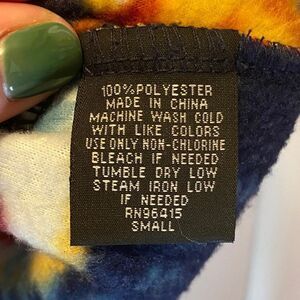 100%POLYESTER
MADE IN CHINA
MACHINE WASH COLD
WITH LIKE COLORS
USE ONLY NON-CHLORINE
BLEACH IF NEEDED
TUMBLE DRY LOW
STEAM IRON LOW
IF NEEDED
RN96415
SMALL